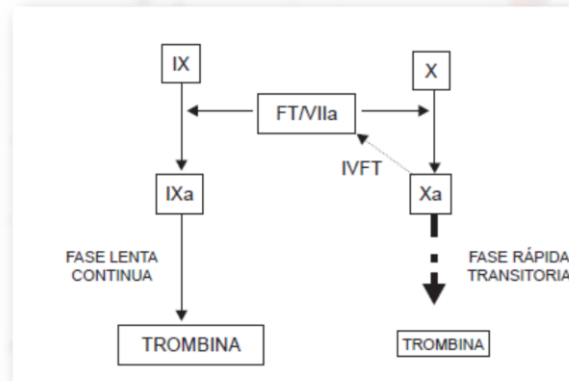 IX
X
FT/VIIa
IVFT
IXa
Xa
FASE LENTA
CONTINUA
FASE RÁPIDA
TRANSITORIA
TROMBINA
TROMBINA